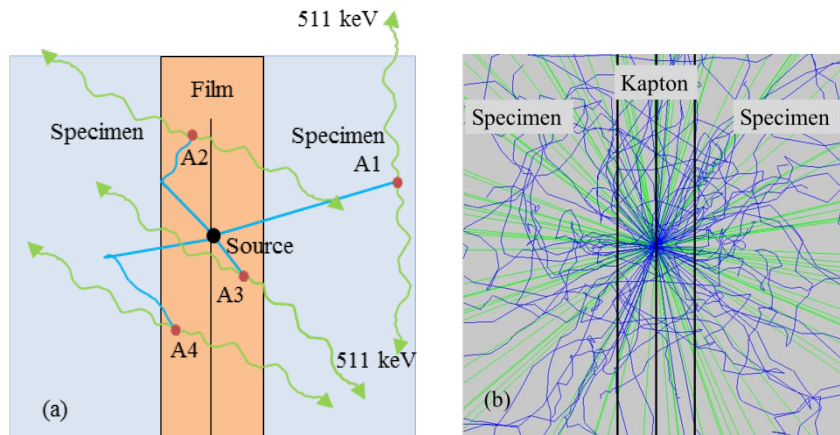 511 keV
Film
Specimen
Specimen
A2
A1
Source
A3
A4
511 keV
(a)
Kapton
Specimen
Specimen
(b)